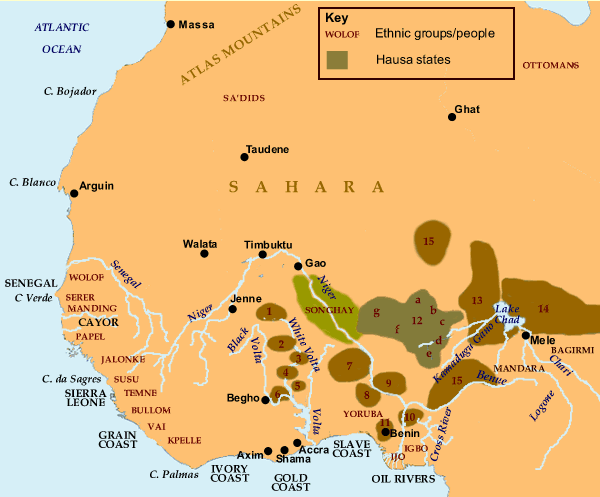 Key
WOLOF Ethnic groups/people
Hausa states
ATLANTIC
OCEAN
Massa
ATLAS MOUNTAINS
OTTOMANS
C. Bojador
SA'DIDS
Ghat
Taudene
C. Blanco
Arguin
SAHARA
15
Walata
Timbuktu
Gao
Senegal
WOLOF
SENEGAL
C Verde
SERER
MANDING
CAYOR
PAPEL
Niger
Jenne
Niger
SONGHAY
1
a
b
g
12
c
f
d
e
13
14
Lake
Chad
Kamadugu Gano
Mele
BAGIRMI
MANDARA
Chari
Logone
Black
Volta
White Volta
2
3
4
5
6
7
8
9
10
11
15
Benue
JALONKE
C. da Sagres
SUSU
SIERRA
LEONE
TEMNE
BULLOM
VAI
KPELLE
GRAIN
COAST
C. Palmas
Begho
Volta
YORUBA
Benin
Cross River
IGBO
IJO
Accra
Axim
Shama
SLAVE
COAST
IVORY
COAST
GOLD
COAST
OIL RIVERS